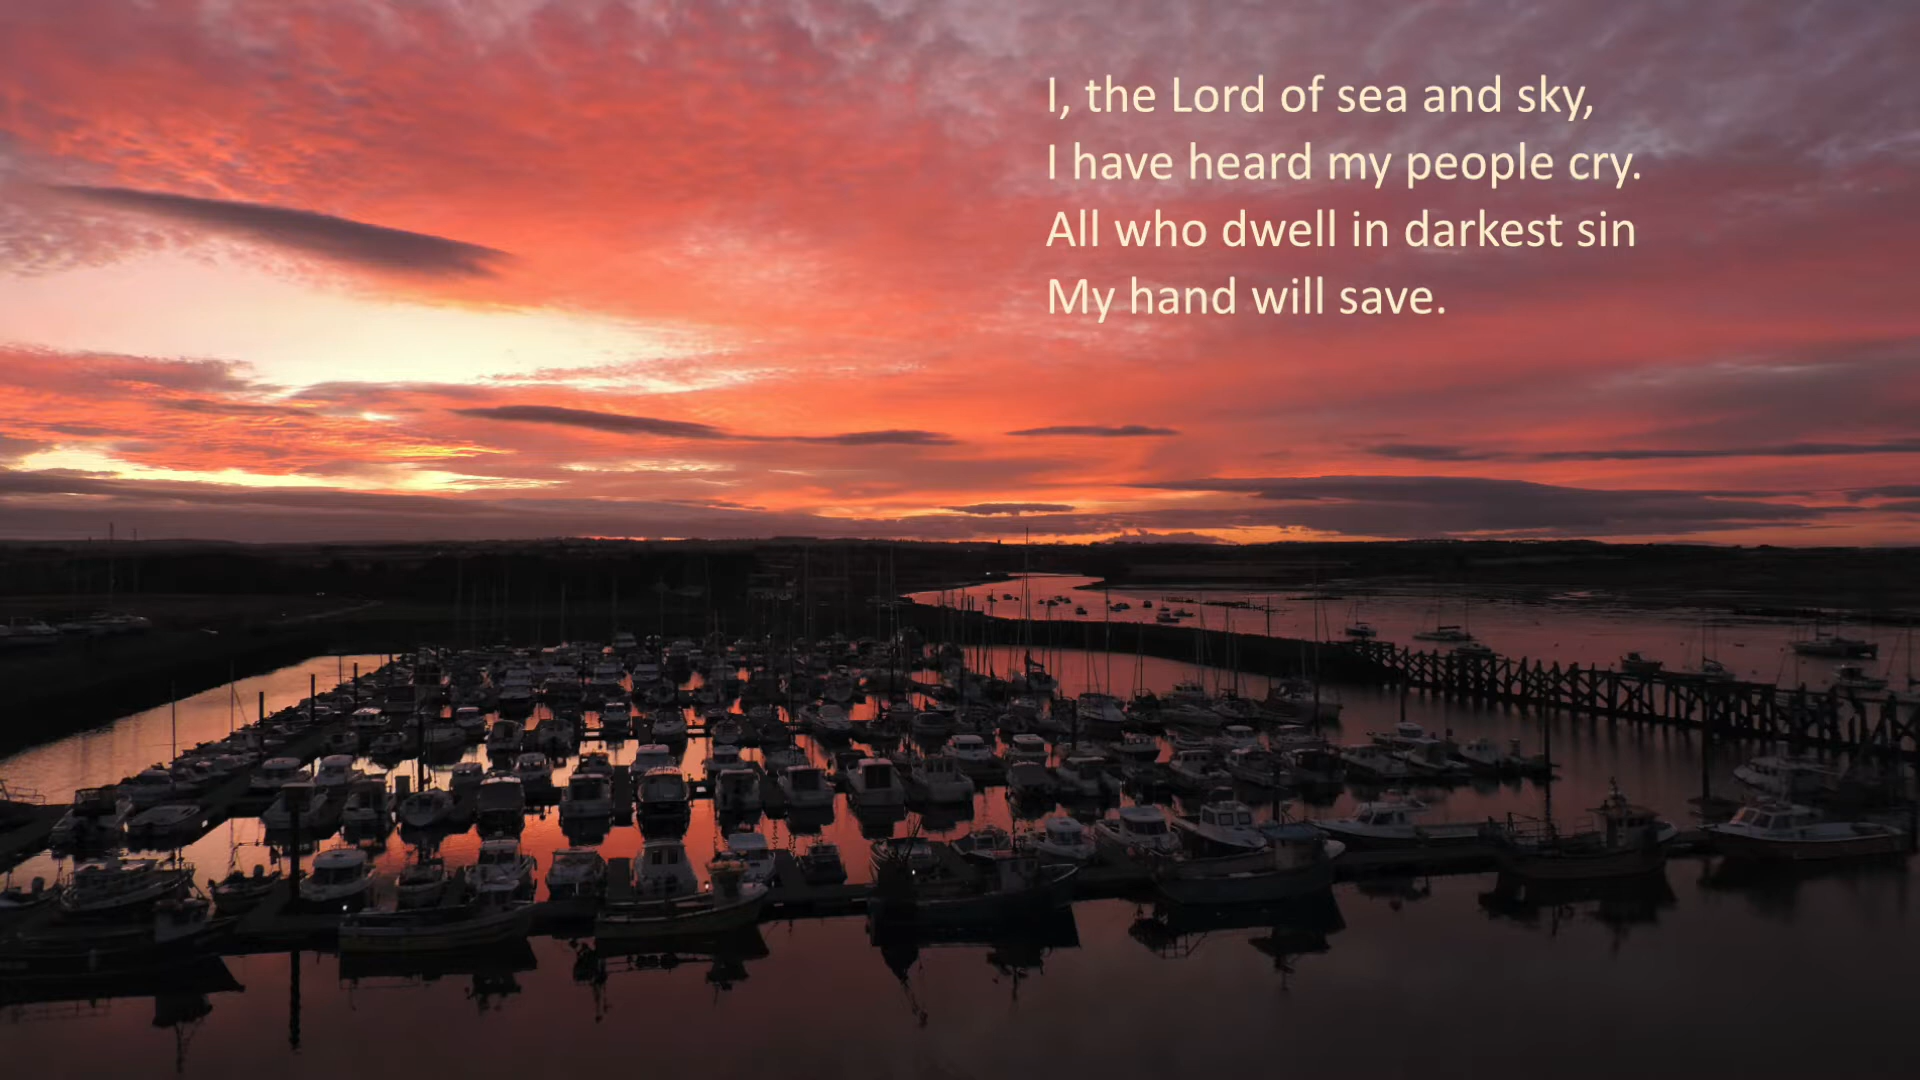 I, the Lord of sea and sky,
I have heard my people cry.
All who dwell in darkest sin
My hand will save.